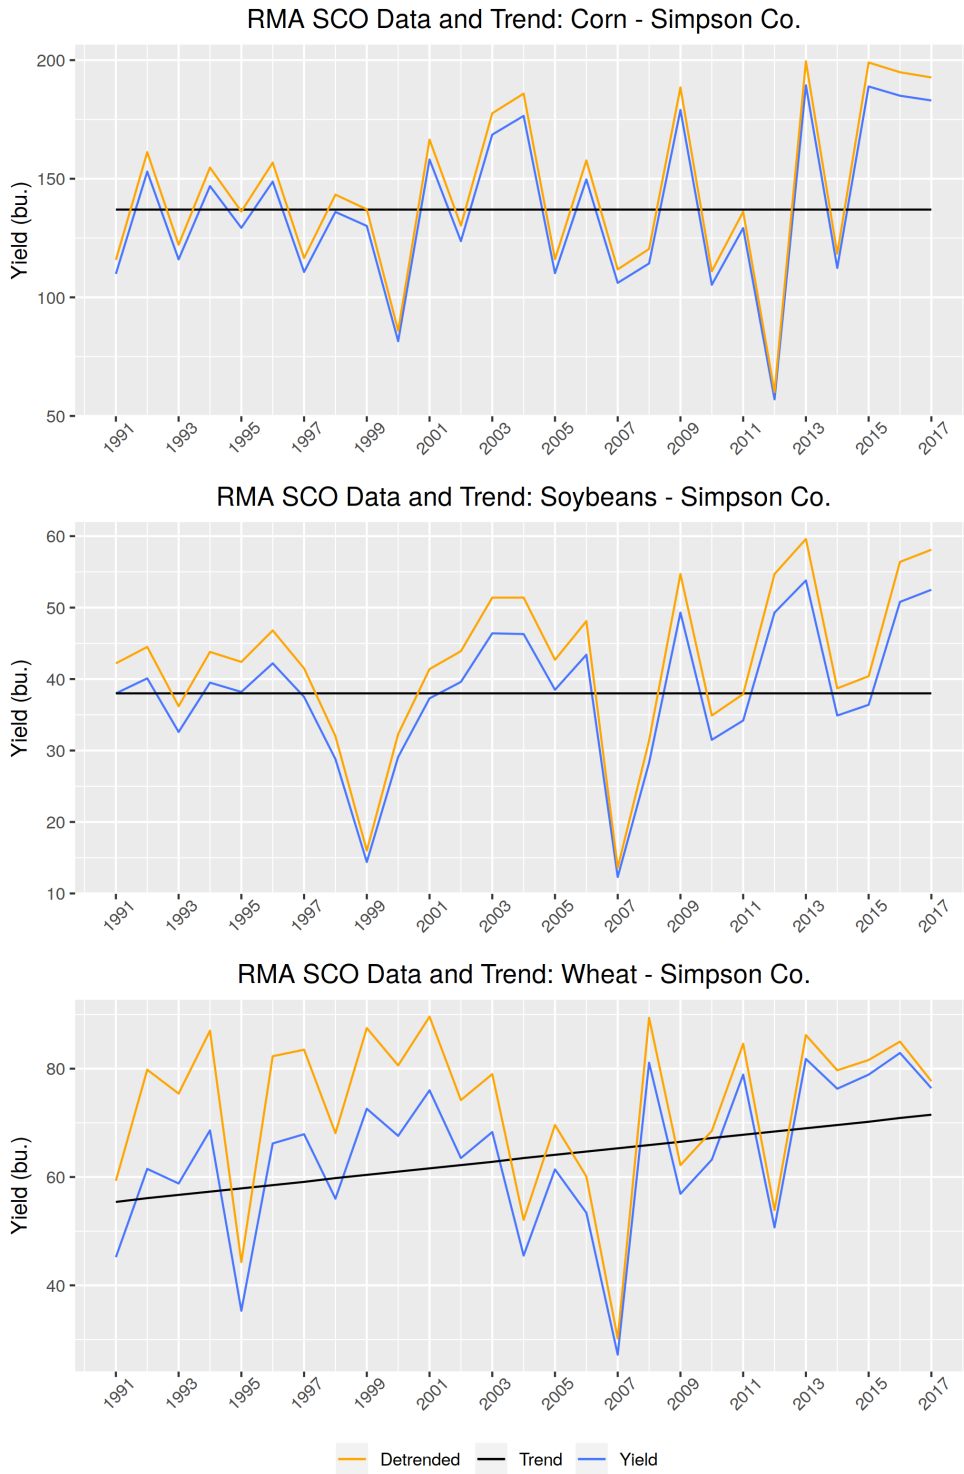 RMA SCO Data and Trend: Corn - Simpson Co.
Yield (bu.)
200
150
100
50
1991 1993 1995 1997 1999 2001 2003 2005 2007 2009 2011 2013 2015 2017
RMA SCO Data and Trend: Soybeans - Simpson Co.
Yield (bu.)
60
50
40
30
20
10
1991 1993 1995 1997 1999 2001 2003 2005 2007 2009 2011 2013 2015 2017
RMA SCO Data and Trend: Wheat - Simpson Co.
Yield (bu.)
80
60
40
1991 1993 1995 1997 1999 2001 2003 2005 2007 2009 2011 2013 2015 2017
Detrended Trend Yield